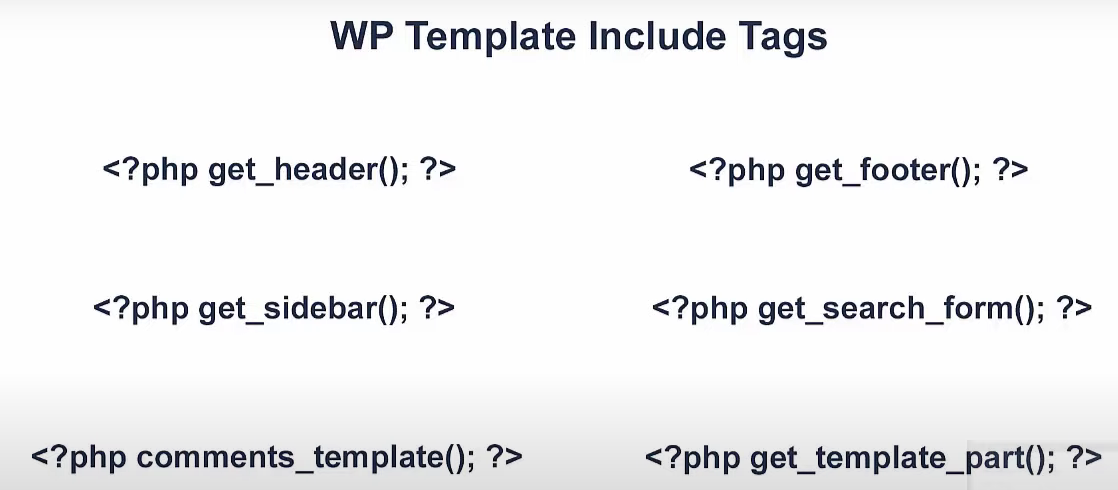 WP Template Include Tags
<?php get_header(); ?>
<?php get_footer(); ?>
<?php get_sidebar(); ?>
<?php get_search_form(); ?>
<?php comments_template(); ?>
<?php get_template_part(); ?>